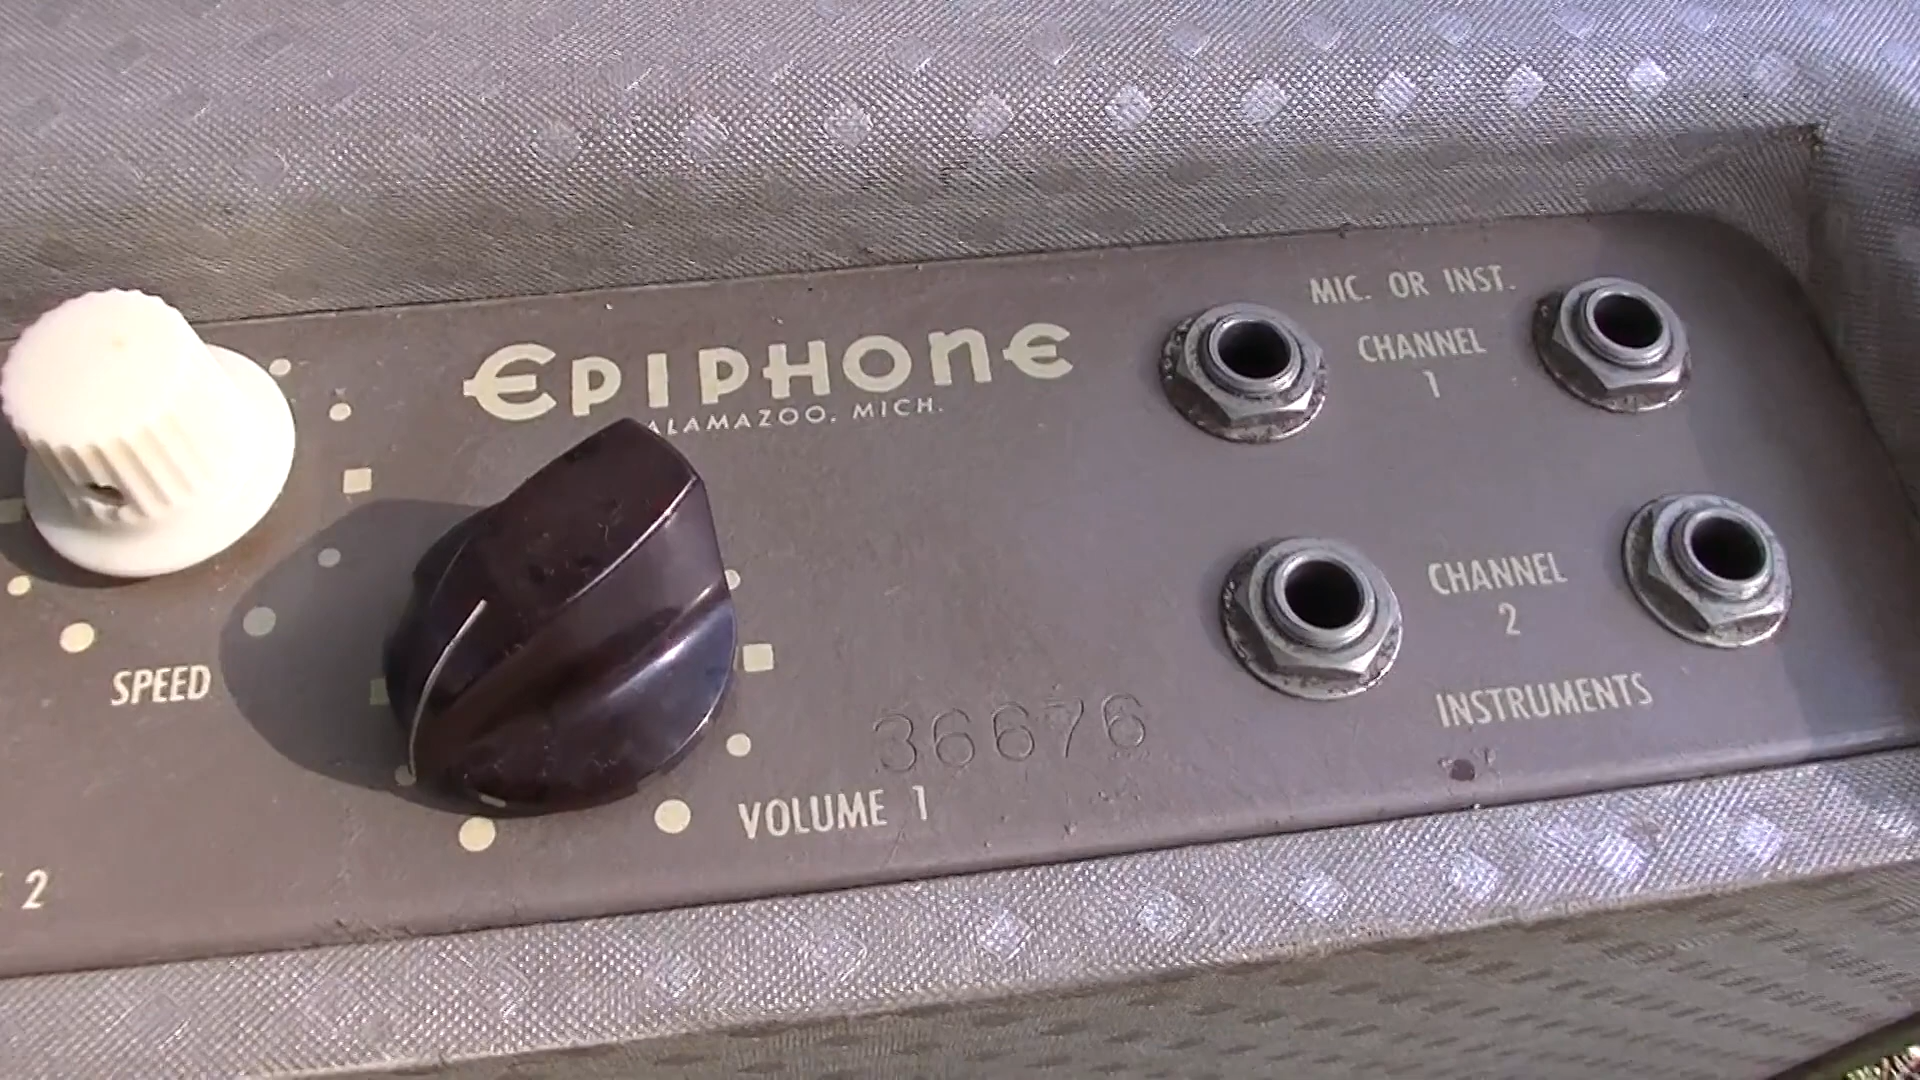 EPIPHONE
ALAMAZOO, MICH.
MIC. OR INST.
CHANNEL
1
CHANNEL
2
INSTRUMENTS
SPEED
36676
VOLUME 1
2